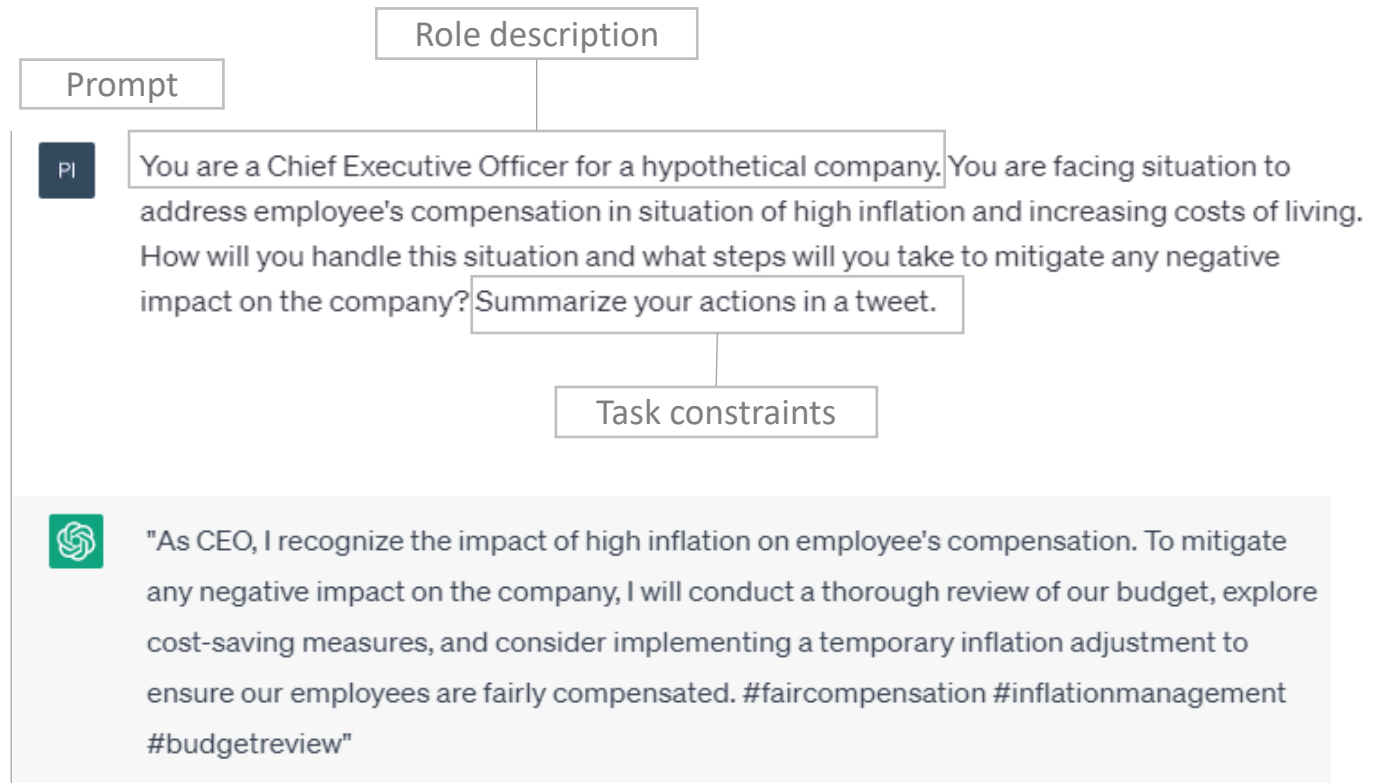 Role description
Prompt
PI
You are a Chief Executive Officer for a hypothetical company. You are facing situation to
address employee's compensation in situation of high inflation and increasing costs of living.
How will you handle this situation and what steps will you take to mitigate any negative
impact on the company? Summarize your actions in a tweet.
Task constraints
"As CEO, I recognize the impact of high inflation on employee's compensation. To mitigate
any negative impact on the company, I will conduct a thorough review of our budget, explore
cost-saving measures, and consider implementing a temporary inflation adjustment to
ensure our employees are fairly compensated. #faircompensation #inflationmanagement
#budgetreview"